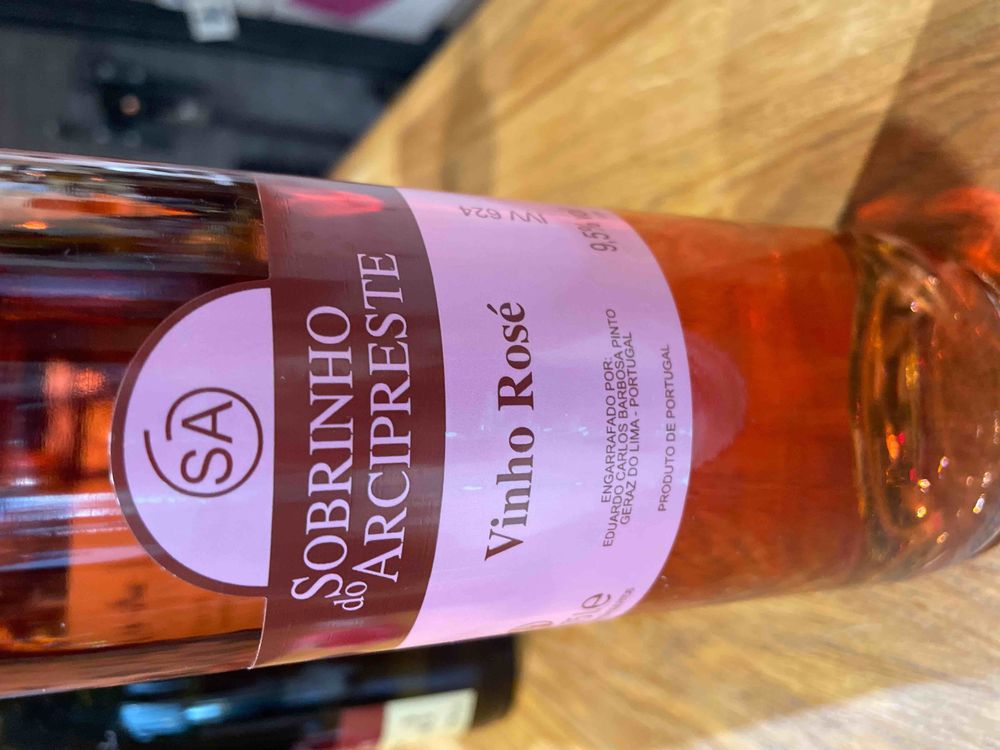 SA
SOBRINHO
do ARCIPRESTE
Vinho Rosé
IVV 624
9,5%
ENGARRAFADO POR:
EDUARDO CARLOS BARBOSA PINTO
GERAZ DO LIMA - PORTUGAL
PRODUTO DE PORTUGAL